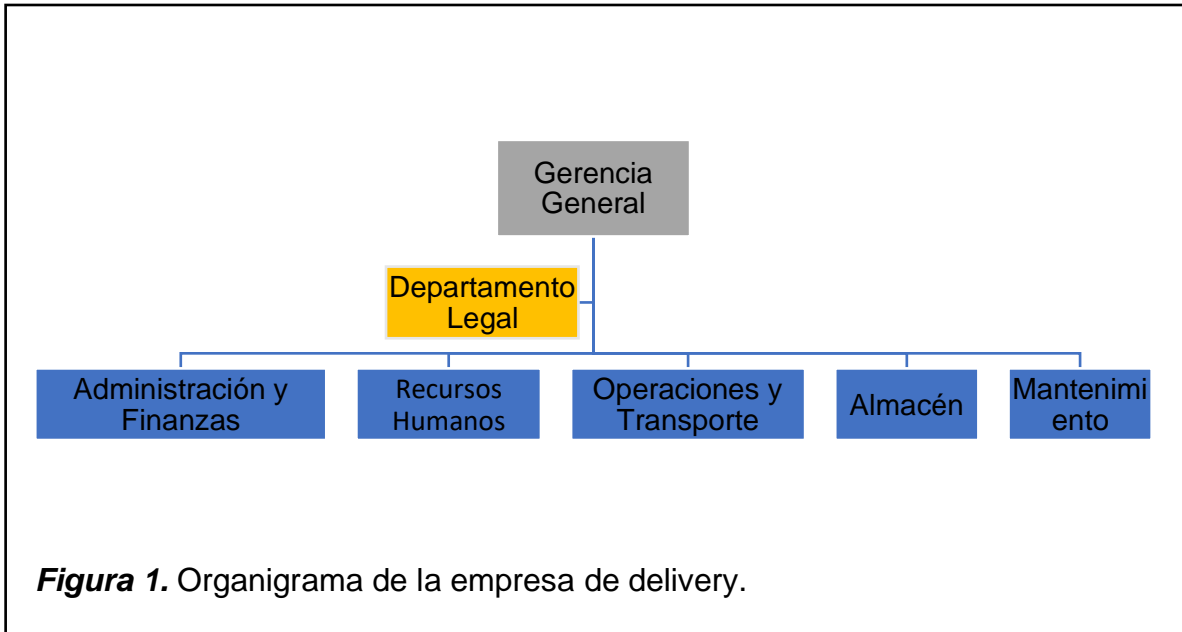 Gerencia
General
Departamento
Legal
Administración y
Finanzas
Recursos
Humanos
Operaciones y
Transporte
Almacén
Mantenimi
ento
Figura 1. Organigrama de la empresa de delivery.